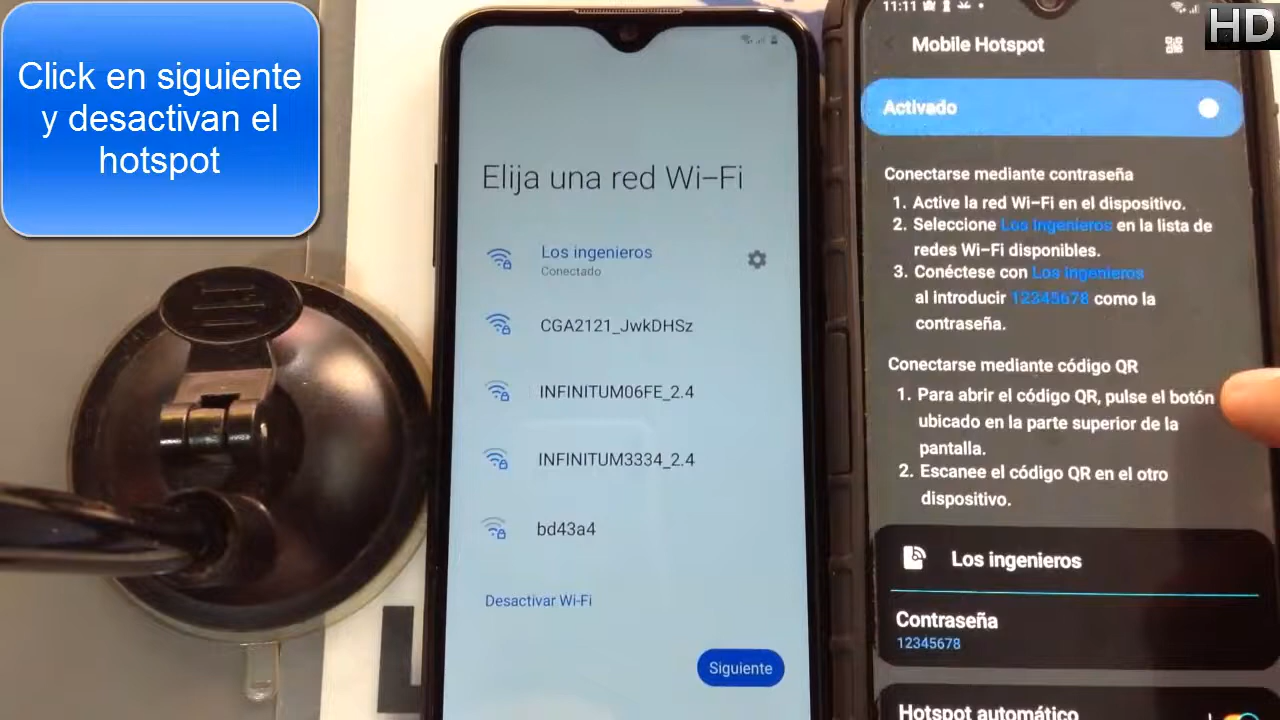 Click en siguiente
y desactivan el
hotspot
Elija una red Wi-Fi
Los ingenieros
Conectado
CGA2121_JwkDHSz
INFINITUM06FE_2.4
INFINITUM3334_2.4
bd43a4
Desactivar Wi-Fi
Siguiente
11:11
HD
Mobile Hotspot
Activado
Conectarse mediante contraseña
1. Active la red Wi-Fi en el dispositivo.
2. Seleccione Los ingenieros en la lista de
redes Wi-Fi disponibles.
3. Conéctese con Los ingenieros
al introducir 12345678 como la
contraseña.
Conectarse mediante código QR
1. Para abrir el código QR, pulse el botón
ubicado en la parte superior de la
pantalla.
2. Escanee el código QR en el otro
dispositivo.
Los ingenieros
Contraseña
12345678
Hotspot automático